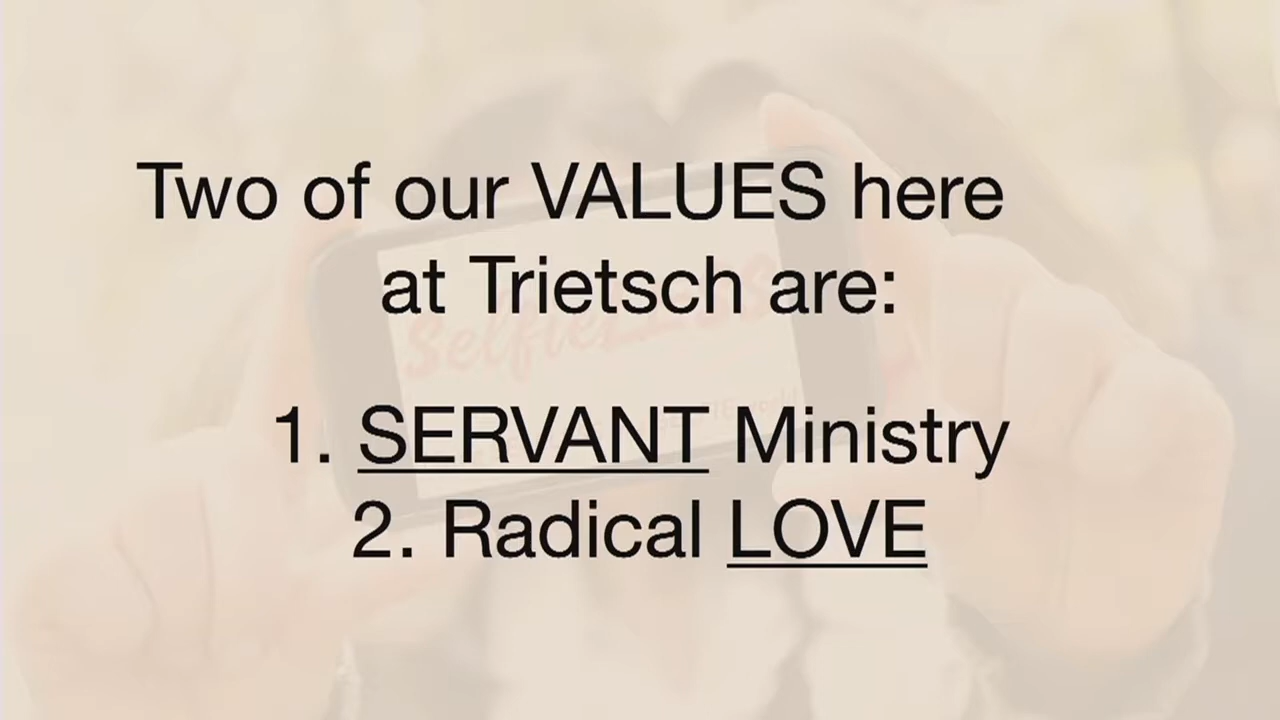 Two of our VALUES here
at Trietsch are:
1. SERVANT Ministry
2. Radical LOVE